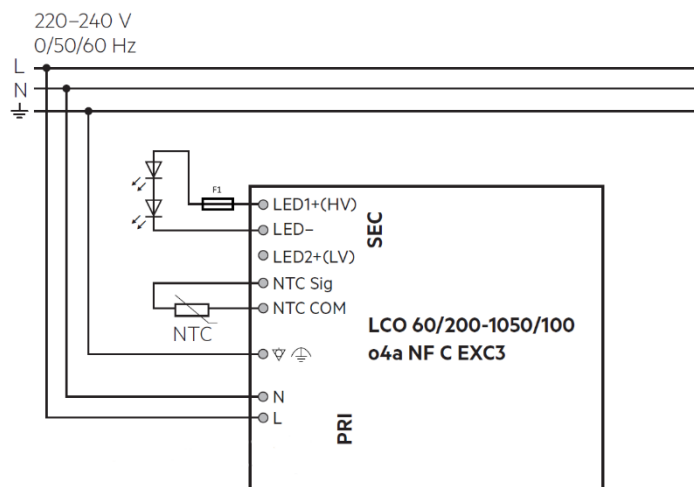 220–240 V
0/50/60 Hz
L
N
F1
LED1+(HV)
LED–
LED2+(LV)
NTC Sig
NTC COM
NTC
SEC
LCO 60/200-1050/100
o4a NF C EXC3
N
L
PRI